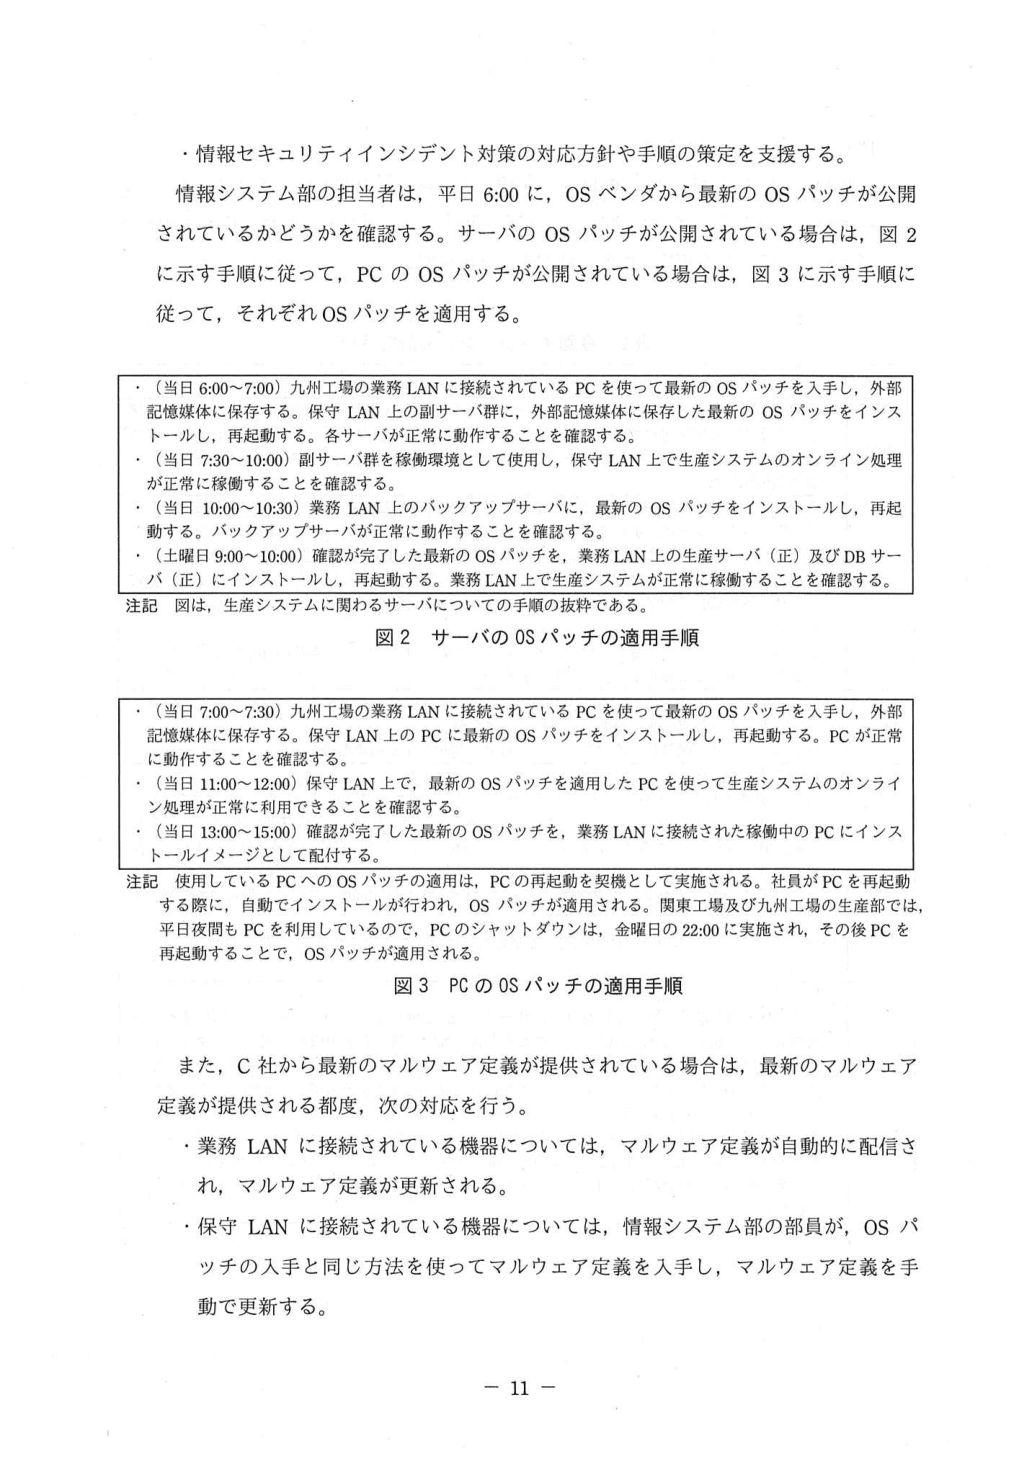 ・情報セキュリティインシデント対策の対応方針や手順の策定を支援する。
情報システム部の担当者は，平日 6:00 に，OS ベンダから最新の OS パッチが公開
されているかどうかを確認する。サーバの OS パッチが公開されている場合は，図 2
に示す手順に従って，PC の OS パッチが公開されている場合は，図 3 に示す手順に
従って，それぞれ OS パッチを適用する。
・（当日 6:00～7:00）九州工場の業務 LAN に接続されている PC を使って最新の OS パッチを入手し，外部
記憶媒体に保存する。保守 LAN 上の副サーバ群に，外部記憶媒体に保存した最新の OS パッチをインス
トールし，再起動する。各サーバが正常に動作することを確認する。
・（当日 7:30～10:00）副サーバ群を稼働環境として使用し，保守 LAN 上で生産システムのオンライン処理
が正常に稼働することを確認する。
・（当日 10:00～10:30）業務 LAN 上のバックアップサーバに，最新の OS パッチをインストールし，再起
動する。バックアップサーバが正常に動作することを確認する。
・（土曜日 9:00～10:00）確認が完了した最新の OS パッチを，業務 LAN 上の生産サーバ（正）及び DB サー
バ（正）にインストールし，再起動する。業務 LAN 上で生産システムが正常に稼働することを確認する。
注記　図は，生産システムに関わるサーバについての手順の抜粋である。
図 2　サーバの OS パッチの適用手順
・（当日 7:00～7:30）九州工場の業務 LAN に接続されている PC を使って最新の OS パッチを入手し，外部
記憶媒体に保存する。保守 LAN 上の PC に最新の OS パッチをインストールし，再起動する。PC が正常
に動作することを確認する。
・（当日 11:00～12:00）保守 LAN 上で，最新の OS パッチを適用した PC を使って生産システムのオンライ
ン処理が正常に利用できることを確認する。
・（当日 13:00～15:00）確認が完了した最新の OS パッチを，業務 LAN に接続された稼働中の PC にインス
トールイメージとして配付する。
注記　使用している PC への OS パッチの適用は，PC の再起動を契機として実施される。社員が PC を再起動
する際に，自動でインストールが行われ，OS パッチが適用される。関東工場及び九州工場の生産部では，
平日夜間も PC を利用しているので，PC のシャットダウンは，金曜日の 22:00 に実施され，その後 PC を
再起動することで，OS パッチが適用される。
図 3　PC の OS パッチの適用手順
また，C 社から最新のマルウェア定義が提供されている場合は，最新のマルウェア
定義が提供される都度，次の対応を行う。
・業務 LAN に接続されている機器については，マルウェア定義が自動的に配信さ
れ，マルウェア定義が更新される。
・保守 LAN に接続されている機器については，情報システム部の部員が，OS パ
ッチの入手と同じ方法を使ってマルウェア定義を入手し，マルウェア定義を手
動で更新する。
－ 11 －